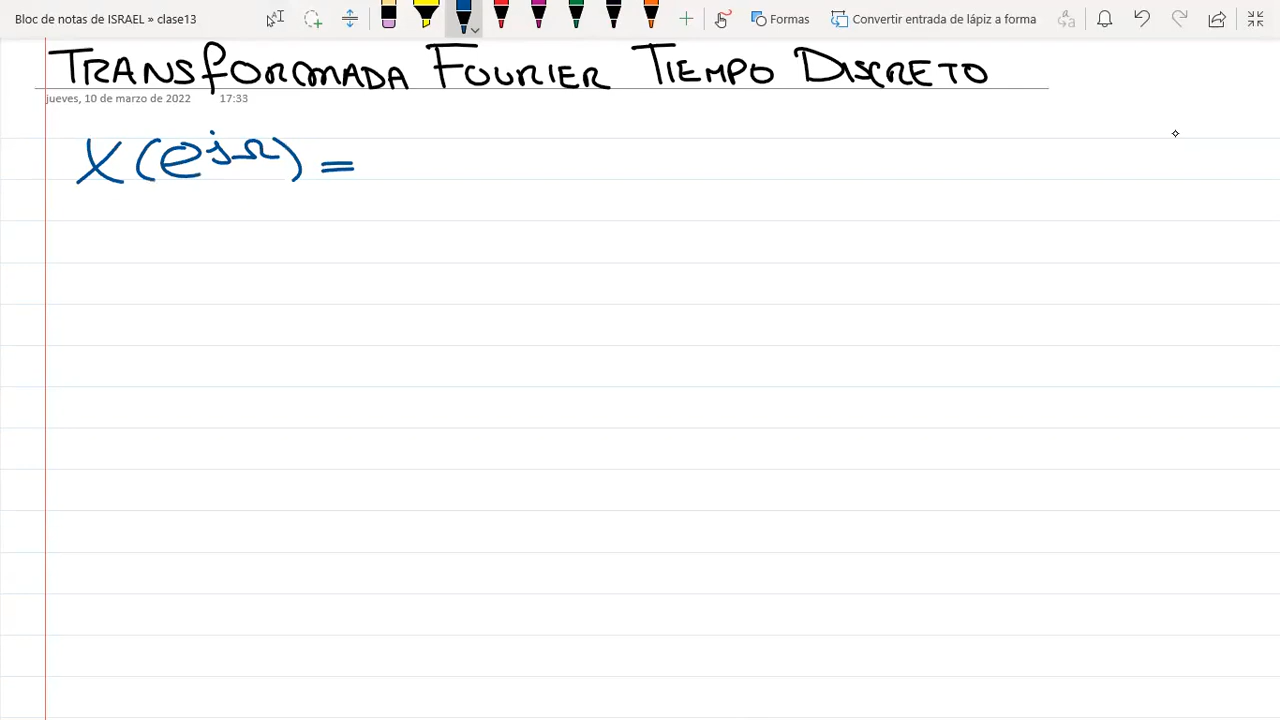 Bloc de notas de ISRAEL » clase13 Formas Convertir entrada de lápiz a forma
TRANSFORMADA FOURIER TIEMPO DISCRETO
jueves, 10 de marzo de 2022 17:33
X(e^{jΩ}) =